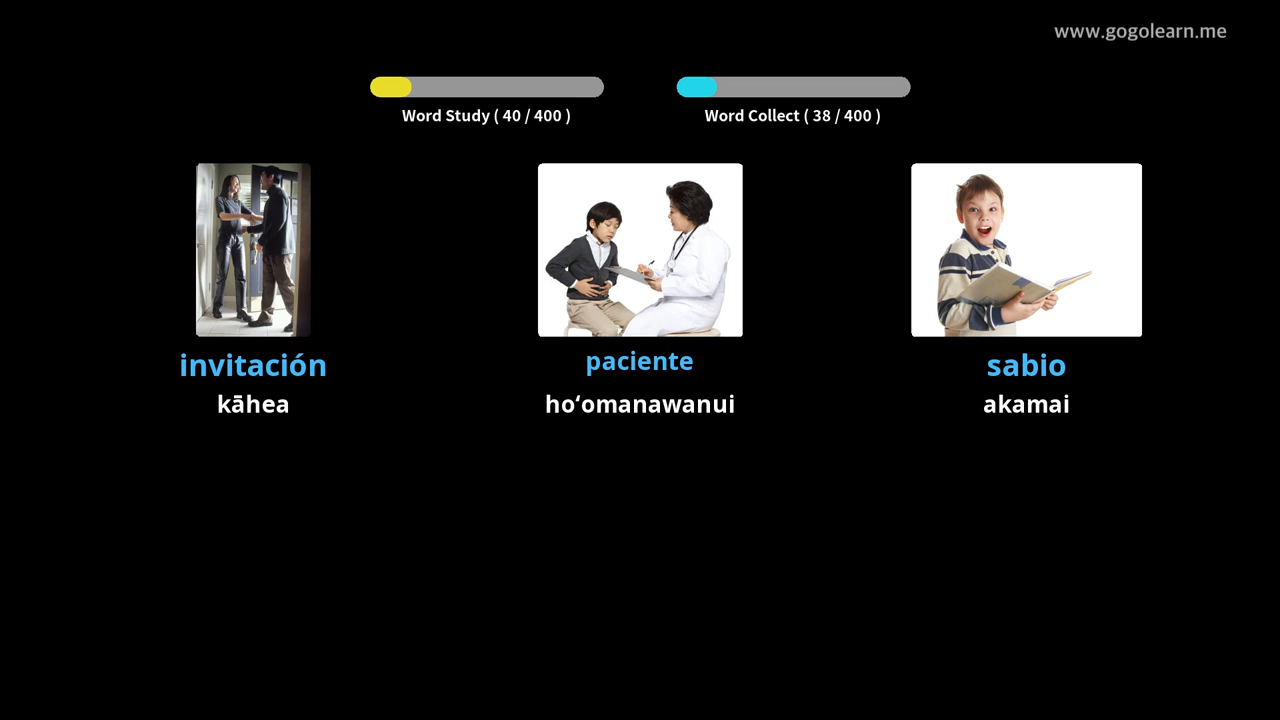 www.gogolearn.me
Word Study ( 40 / 400 )
Word Collect ( 38 / 400 )
invitación
kāhea
paciente
hoʻomanawanui
sabio
akamai